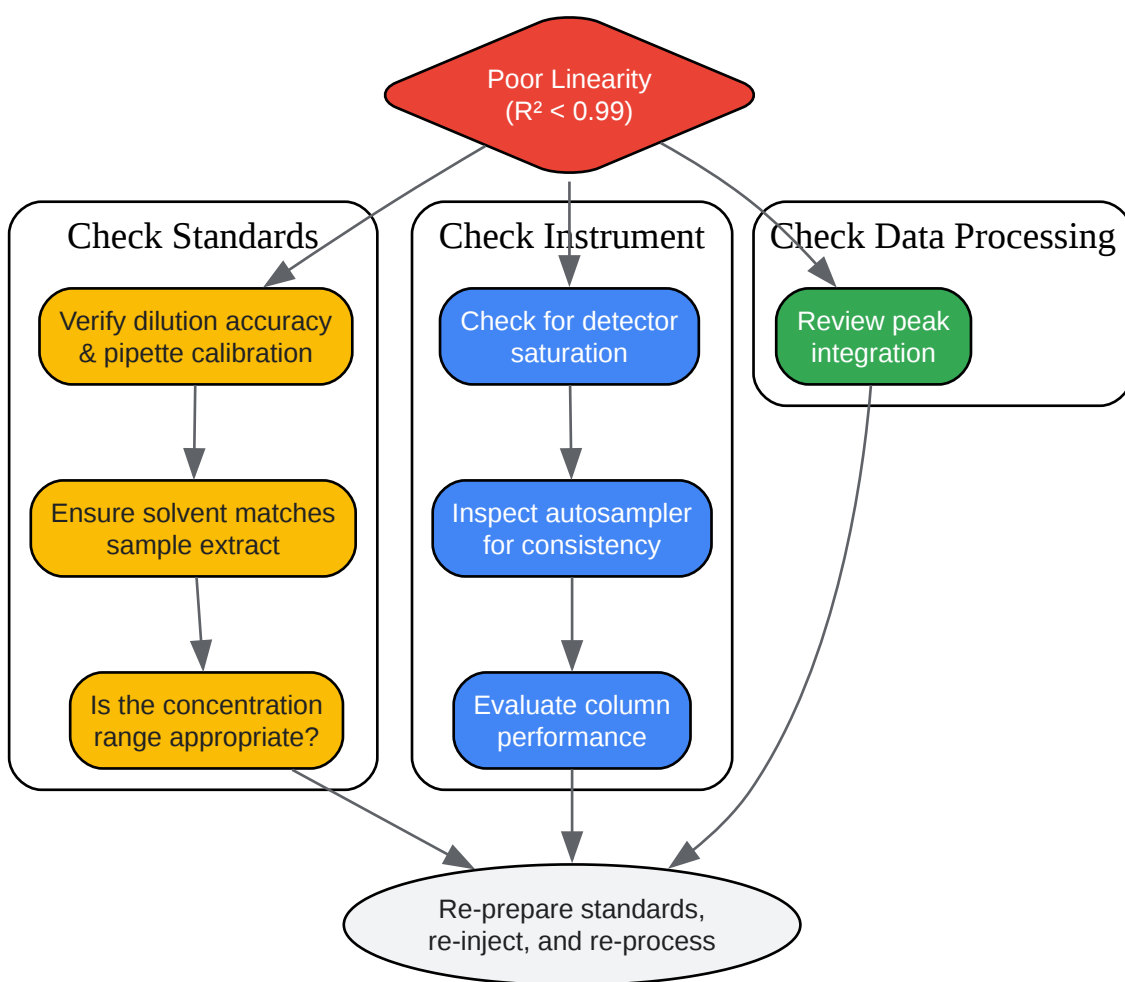 Poor Linearity
(R² < 0.99)
Check Standards
Verify dilution accuracy
& pipette calibration
Ensure solvent matches
sample extract
Is the concentration
range appropriate?
Check Instrument
Check for detector
saturation
Inspect autosampler
for consistency
Evaluate column
performance
Check Data Processing
Review peak
integration
Re-prepare standards,
re-inject, and re-process